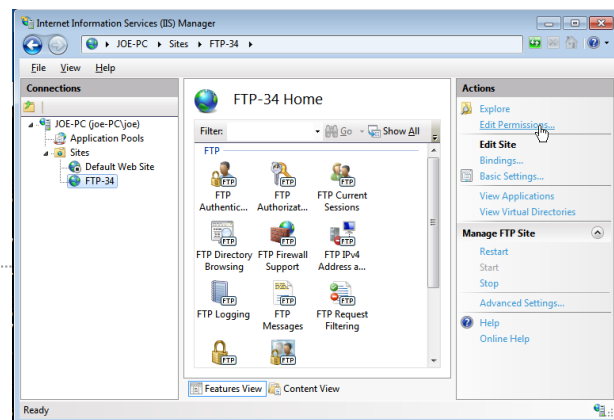 Internet Information Services (IIS) Manager
JOE-PC ▸ Sites ▸ FTP-34 ▸
File View Help
Connections
JOE-PC (joe-PC\joe)
Application Pools
Sites
Default Web Site
FTP-34
FTP-34 Home
Filter: Go Show All
FTP
FTP Authentic...
FTP Authorizat...
FTP Current Sessions
FTP Directory Browsing
FTP Firewall Support
FTP IPv4 Address a...
FTP Logging
FTP Messages
FTP Request Filtering
Features View Content View
Actions
Explore
Edit Permissions...
Edit Site
Bindings...
Basic Settings...
View Applications
View Virtual Directories
Manage FTP Site
Restart
Start
Stop
Advanced Settings...
Help
Online Help
Ready